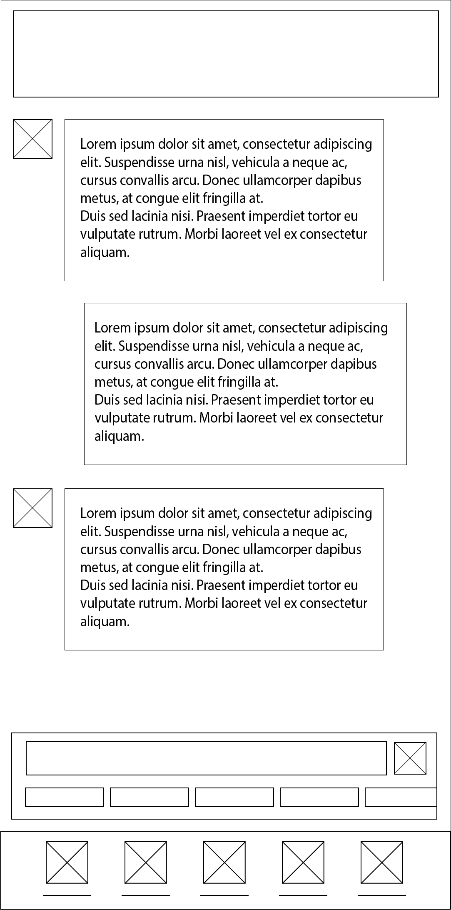 Lorem ipsum dolor sit amet, consectetur adipiscing
elit. Suspendisse urna nisl, vehicula a neque ac,
cursus convallis arcu. Donec ullamcorper dapibus
metus, at congue elit fringilla at.
Duis sed lacinia nisi. Praesent imperdiet tortor eu
vulputate rutrum. Morbi laoreet vel ex consectetur
aliquam.
Lorem ipsum dolor sit amet, consectetur adipiscing
elit. Suspendisse urna nisl, vehicula a neque ac,
cursus convallis arcu. Donec ullamcorper dapibus
metus, at congue elit fringilla at.
Duis sed lacinia nisi. Praesent imperdiet tortor eu
vulputate rutrum. Morbi laoreet vel ex consectetur
aliquam.
Lorem ipsum dolor sit amet, consectetur adipiscing
elit. Suspendisse urna nisl, vehicula a neque ac,
cursus convallis arcu. Donec ullamcorper dapibus
metus, at congue elit fringilla at.
Duis sed lacinia nisi. Praesent imperdiet tortor eu
vulputate rutrum. Morbi laoreet vel ex consectetur
aliquam.